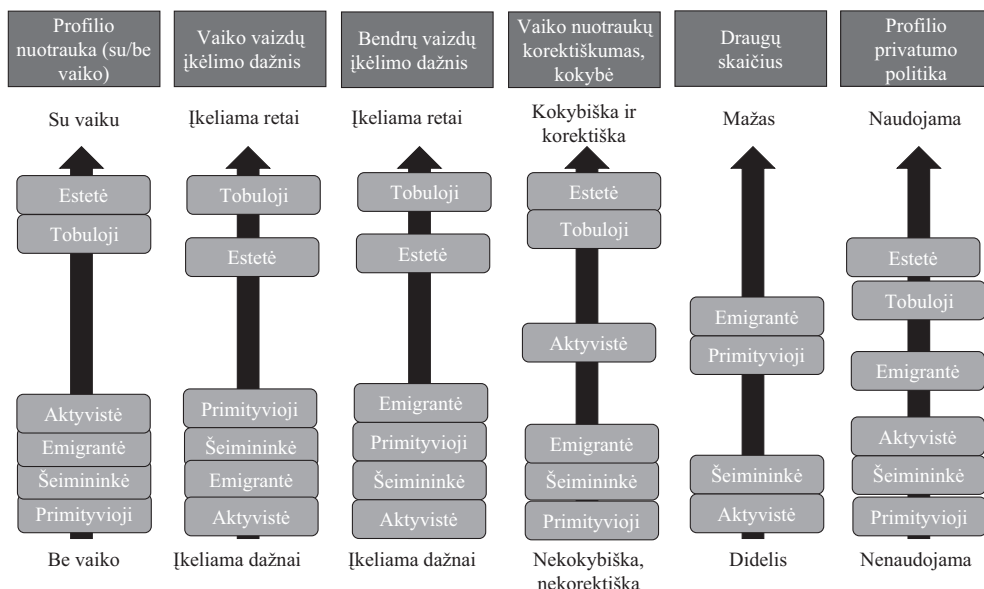 Profilio
nuotrauka (su/be
vaiko)
Su vaiku
Estetė
Tobuloji
Aktyvistė
Emigrantė
Šeimininkė
Primityvioji
Be vaiko
Vaiko vaizdų
įkėlimo dažnis
Įkeliama retai
Tobuloji
Estetė
Primityvioji
Šeimininkė
Emigrantė
Aktyvistė
Įkeliama dažnai
Bendrų vaizdų
įkėlimo dažnis
Įkeliama retai
Tobuloji
Estetė
Emigrantė
Primityvioji
Šeimininkė
Aktyvistė
Įkeliama dažnai
Vaiko nuotraukų
korektiškumas,
kokybė
Kokybiška ir
korektiška
Estetė
Tobuloji
Aktyvistė
Emigrantė
Šeimininkė
Primityvioji
Nekokybiška,
nekorektiška
Draugų
skaičius
Mažas
Emigrantė
Primityvioji
Šeimininkė
Aktyvistė
Didelis
Profilio
privatumo
politika
Naudojama
Estetė
Tobuloji
Emigrantė
Aktyvistė
Šeimininkė
Primityvioji
Nenaudojama